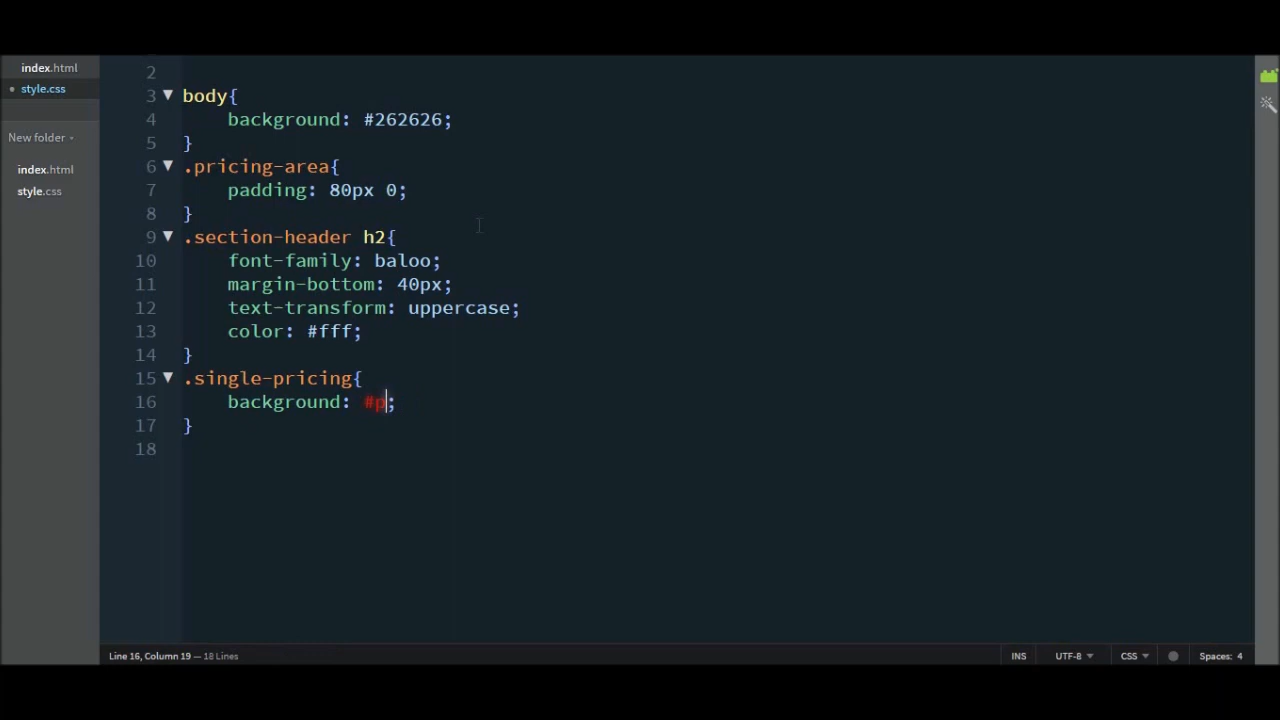 index.html
style.css
New folder
index.html
style.css
2
3 body{
4 background: #262626;
5 }
6 .pricing-area{
7 padding: 80px 0;
8 }
9 .section-header h2{
10 font-family: baloo;
11 margin-bottom: 40px;
12 text-transform: uppercase;
13 color: #fff;
14 }
15 .single-pricing{
16 background: #p;
17 }
18
Line 16, Column 19 — 18 Lines
INS UTF-8 CSS Spaces: 4